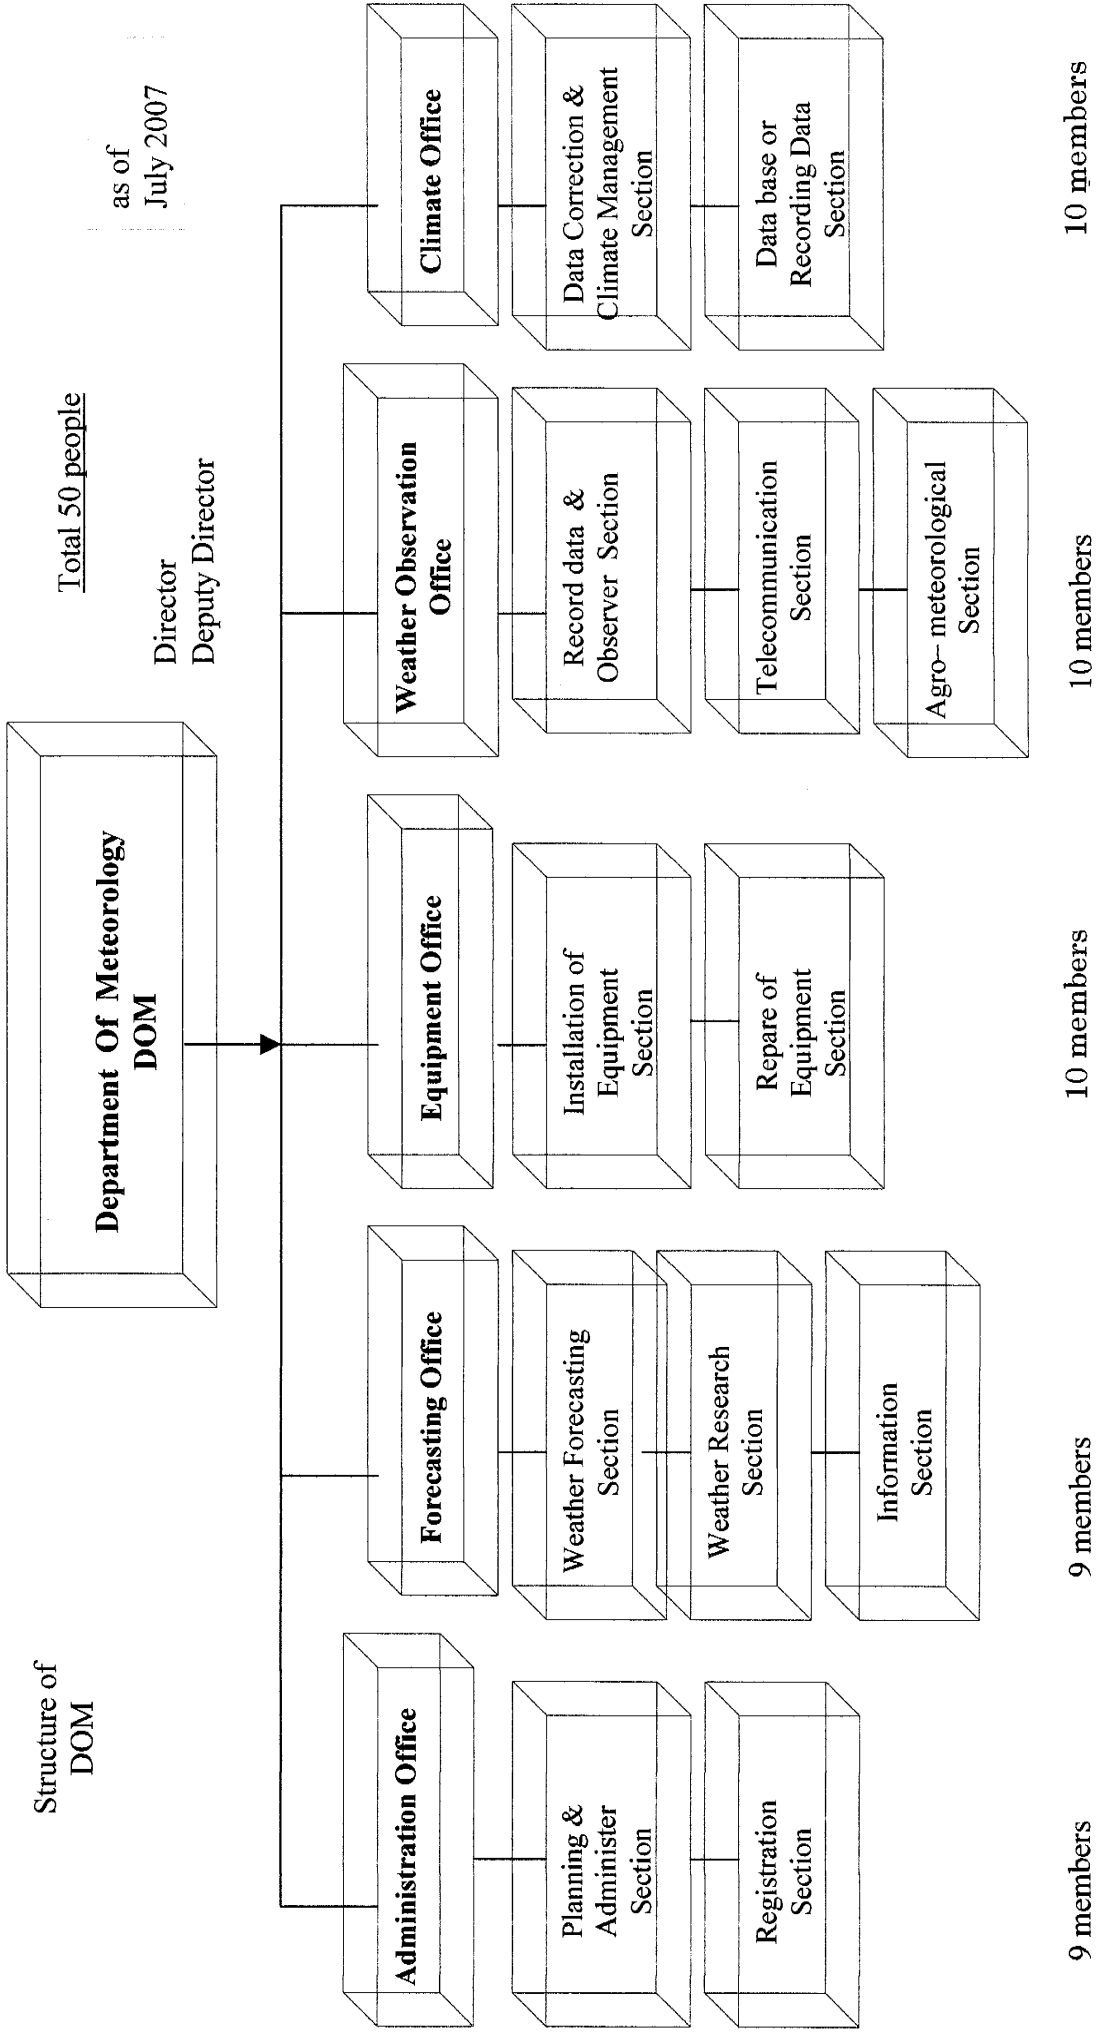 Structure of
DOM
Total 50 people
as of
July 2007
Department Of Meteorology
DOM
Director
Deputy Director
Administration Office
Planning &
Administer
Section
Registration
Section
9 members
Forecasting Office
Weather Forecasting
Section
Weather Research
Section
Information
Section
9 members
Equipment Office
Installation of
Equipment
Section
Repare of
Equipment
Section
10 members
Weather Observation
Office
Record data &
Observer Section
Telecommunication
Section
Agro- meteorological
Section
10 members
Climate Office
Data Correction &
Climate Management
Section
Data base or
Recording Data
Section
10 members